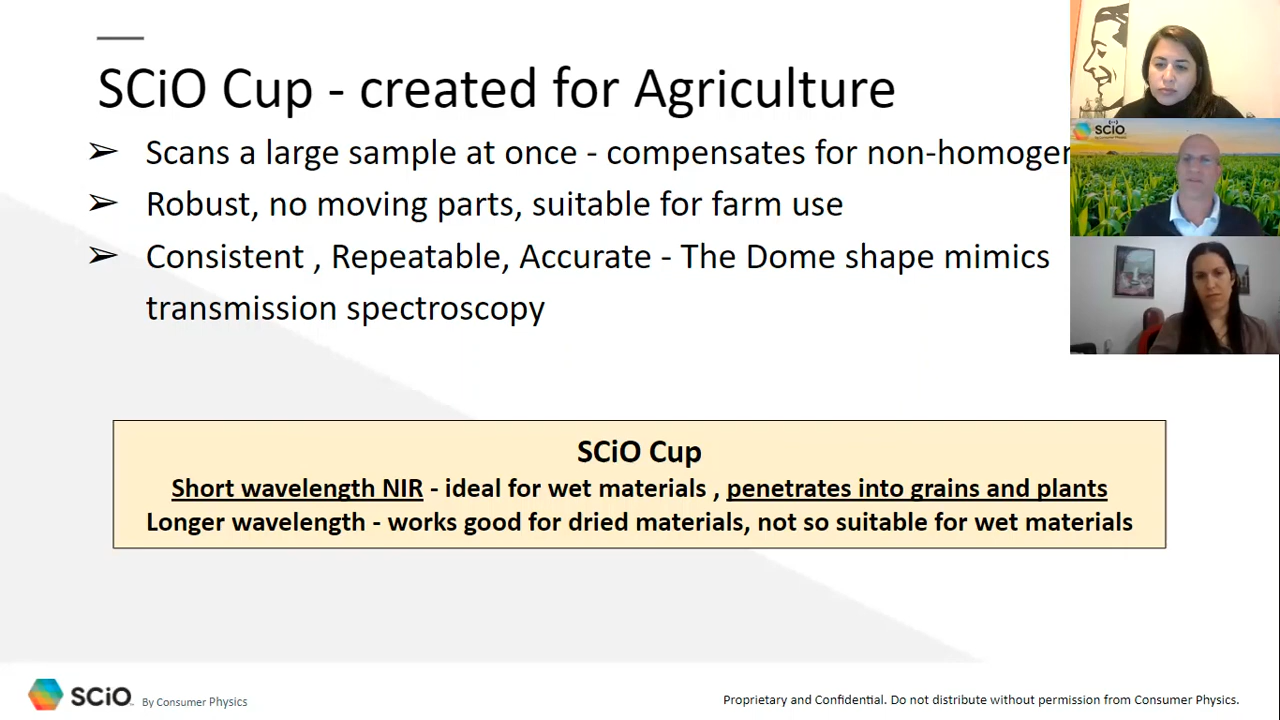 SCiO Cup - created for Agriculture
➢ Scans a large sample at once - compensates for
➢ Robust, no moving parts, suitable for farm use
➢ Consistent , Repeatable, Accurate - The Dome shape mimics
transmission spectroscopy
SCiO
SCiO Cup
Short wavelength NIR - ideal for wet materials , penetrates into grains and plants
Longer wavelength - works good for dried materials, not so suitable for wet materials
SCiO By Consumer Physics
Proprietary and Confidential. Do not distribute without permission from Consumer Physics.